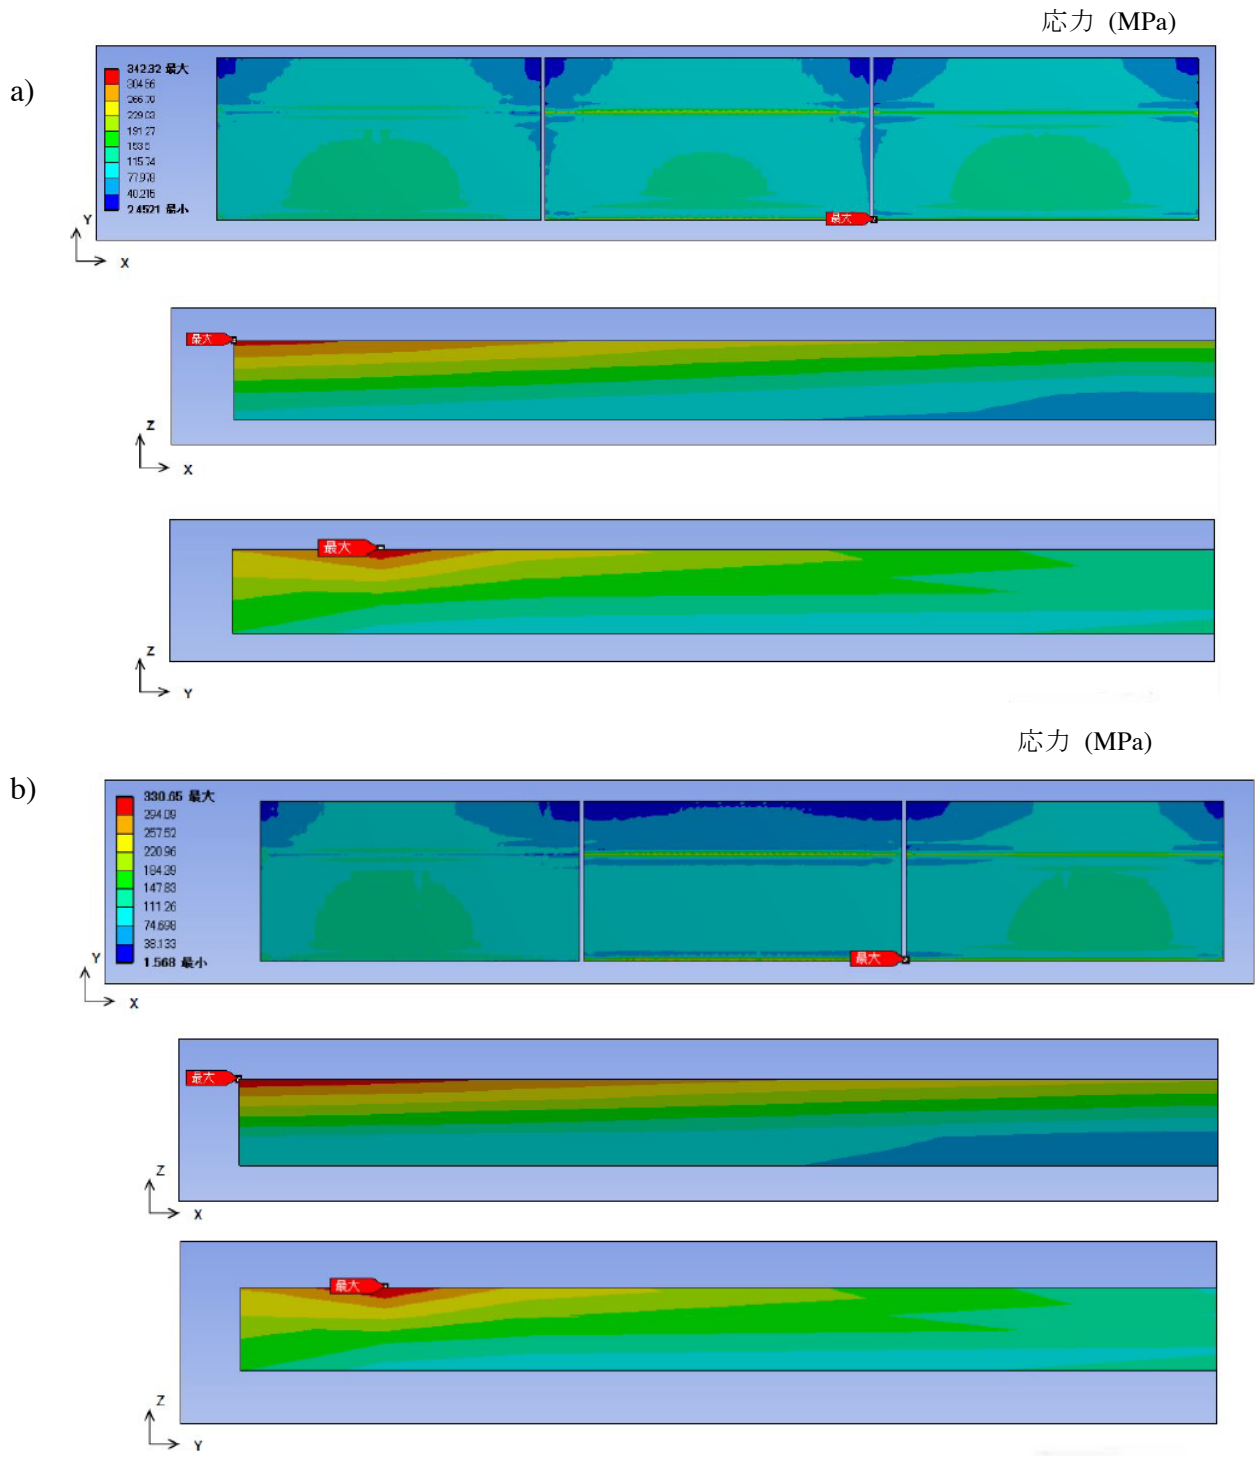 応力 (MPa)
a)
342.32 最大
304.56
266.79
229.03
191.27
153.5
115.74
77.978
40.215
2.4521 最小
最大
Y
X
最大
Z
X
最大
Z
Y
応力 (MPa)
b)
330.65 最大
294.09
257.52
220.96
184.39
147.83
111.26
74.698
38.133
1.568 最小
最大
Y
X
最大
Z
X
最大
Z
Y